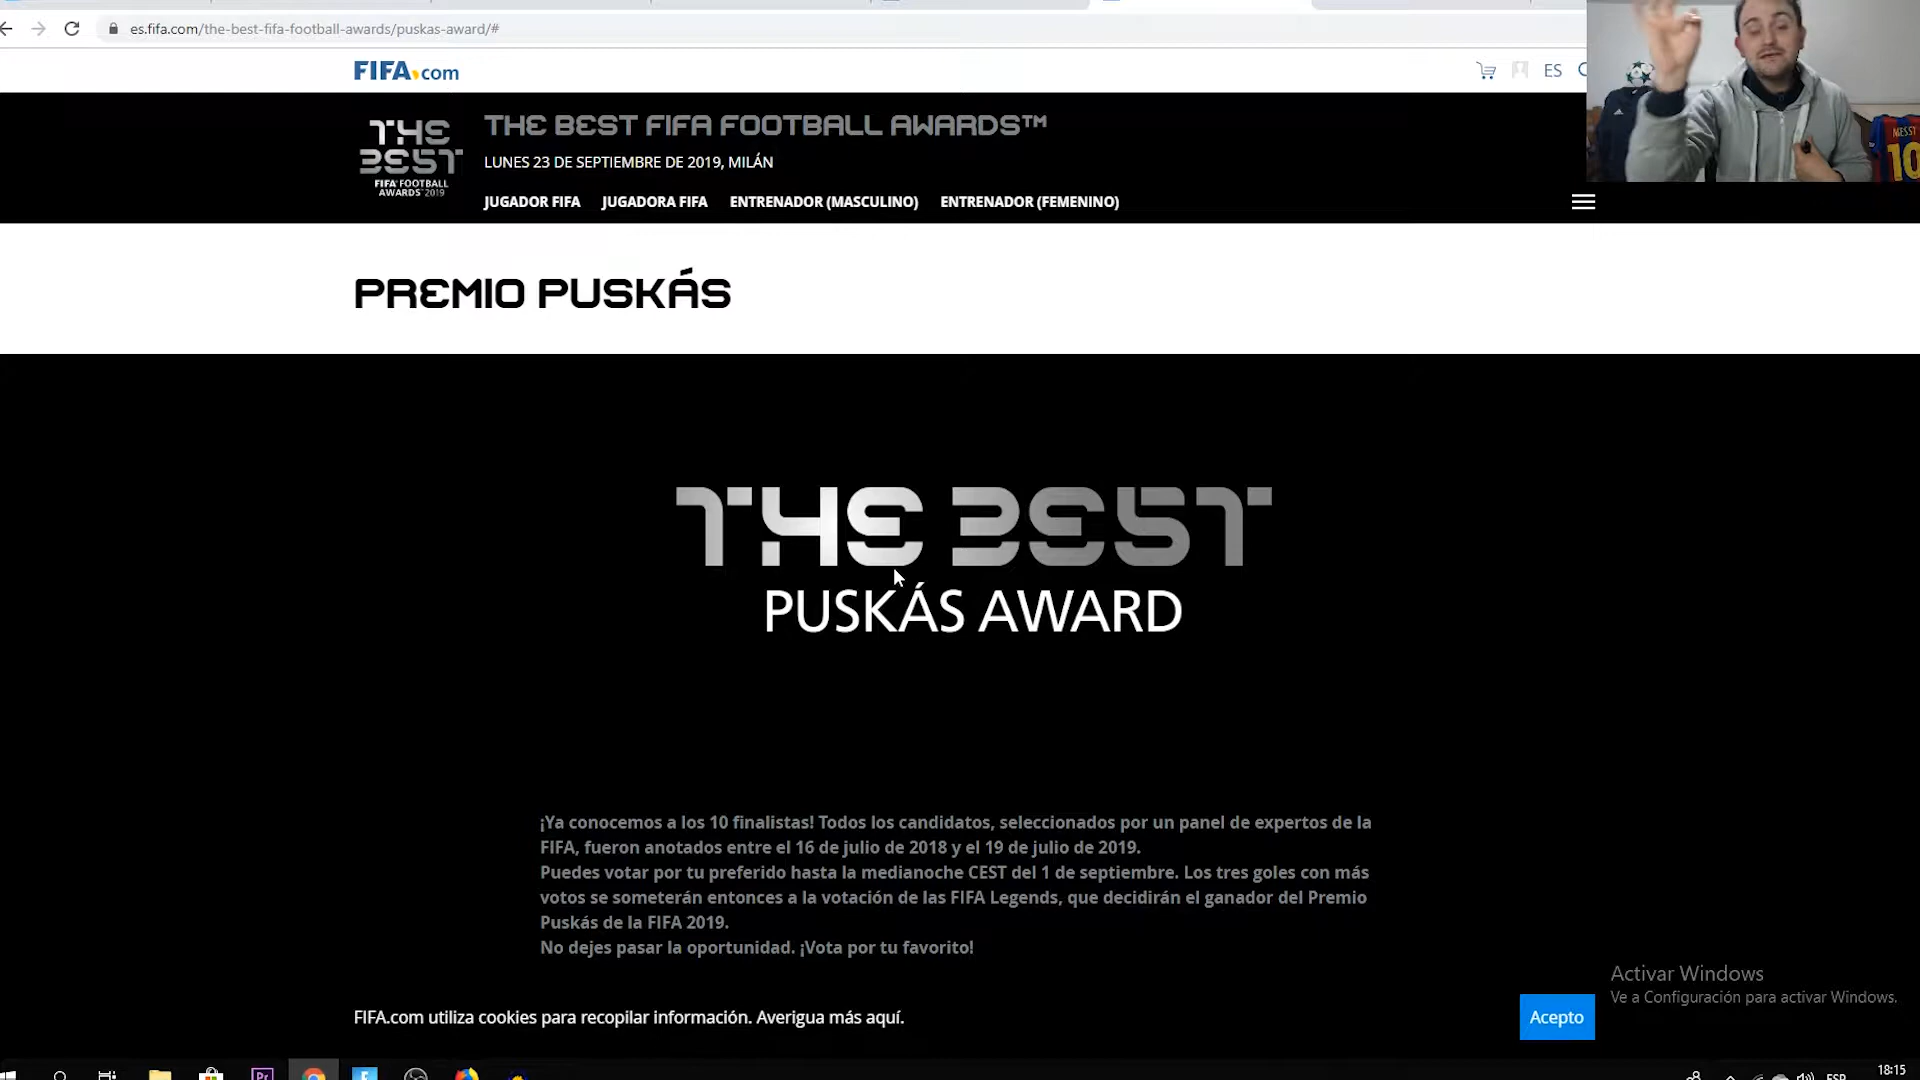 es.fifa.com/the-best-fifa-football-awards/puskas-award/#
FIFA.com
ES
THE BEST
FIFA FOOTBALL
AWARDS 2019
THE BEST FIFA FOOTBALL AWARDS™
LUNES 23 DE SEPTIEMBRE DE 2019, MILÁN
JUGADOR FIFA JUGADORA FIFA ENTRENADOR (MASCULINO) ENTRENADOR (FEMENINO)
MESSI
10
PREMIO PUSKÁS
THE BEST
PUSKÁS AWARD
¡Ya conocemos a los 10 finalistas! Todos los candidatos, seleccionados por un panel de expertos de la
FIFA, fueron anotados entre el 16 de julio de 2018 y el 19 de julio de 2019.
Puedes votar por tu preferido hasta la medianoche CEST del 1 de septiembre. Los tres goles con más
votos se someterán entonces a la votación de las FIFA Legends, que decidirán el ganador del Premio
Puskás de la FIFA 2019.
No dejes pasar la oportunidad. ¡Vota por tu favorito!
Activar Windows
Ve a Configuración para activar Windows.
FIFA.com utiliza cookies para recopilar información. Averigua más aquí.
Acepto
Pr
ESP
18:15